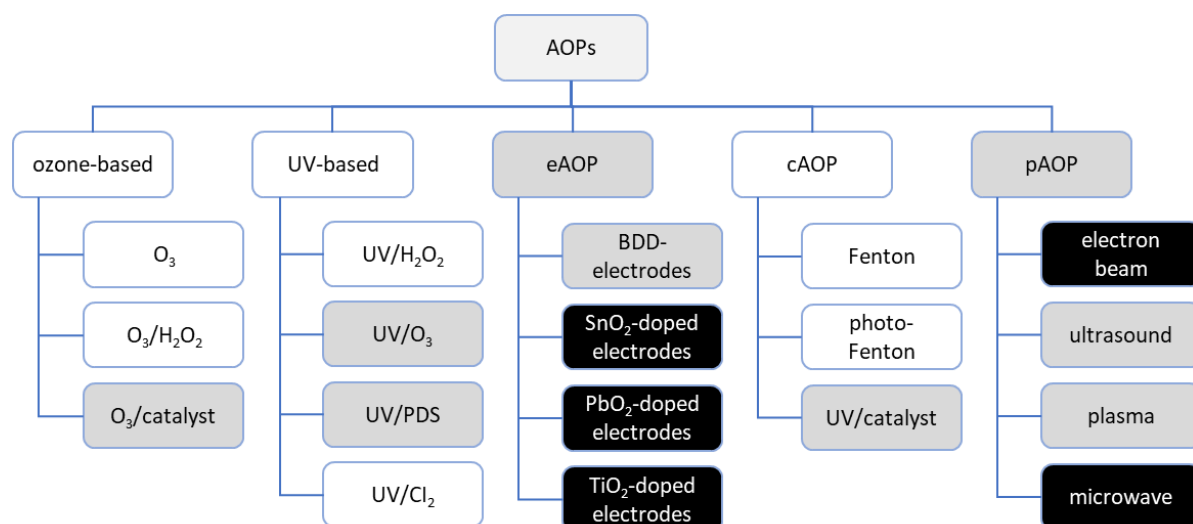 AOPs
ozone-based
UV-based
eAOP
cAOP
pAOP
O₃
O₃/H₂O₂
O₃/catalyst
UV/H₂O₂
UV/O₃
UV/PDS
UV/Cl₂
BDD-
electrodes
SnO₂-doped
electrodes
PbO₂-doped
electrodes
TiO₂-doped
electrodes
Fenton
photo-
Fenton
UV/catalyst
electron
beam
ultrasound
plasma
microwave